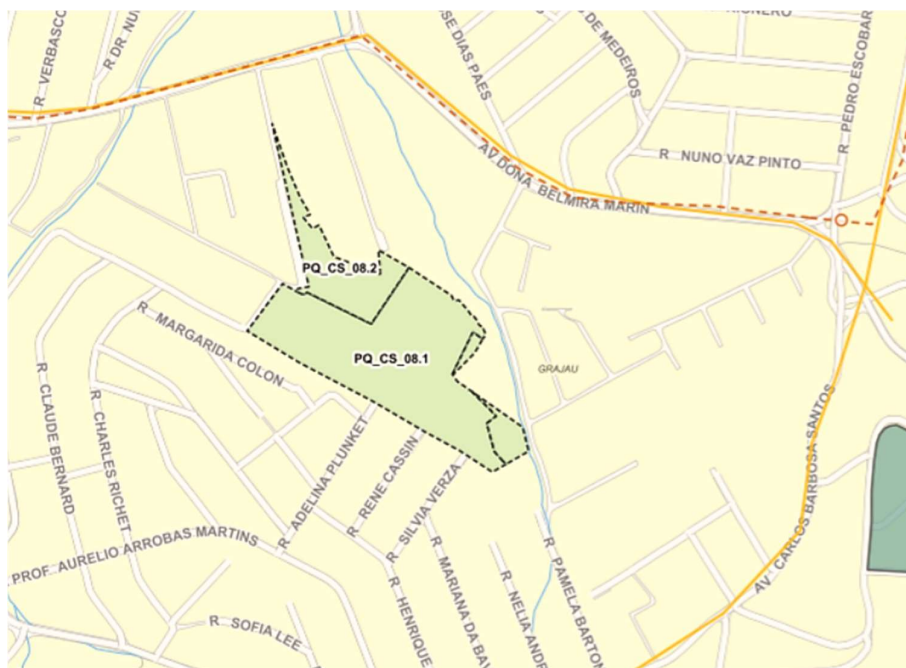 R VERBASCO
R DR. NU
SE DIAS PAES
DE MEDEIROS
RIONERO
R PEDRO ESCOBAR
R NUNO VAZ PINTO
AV DONA BELMIRA MARIN
PQ_CS_08.2
PQ_CS_08.1
GRAJAU
R MARGARIDA COLON
R CLAUDE BERNARD
R CHARLES RICHET
R ADELINA PLUNKET
R RENE CASSIN
R SILVIA VERZA
AV CARLOS BARBOSA SANTOS
PROF. AURELIO ARROBAS MARTINS
R SOFIA LEE
R HENRIQUE
R MARIANA DA BA
R NELIA ANDE
R PAMELA BARTON